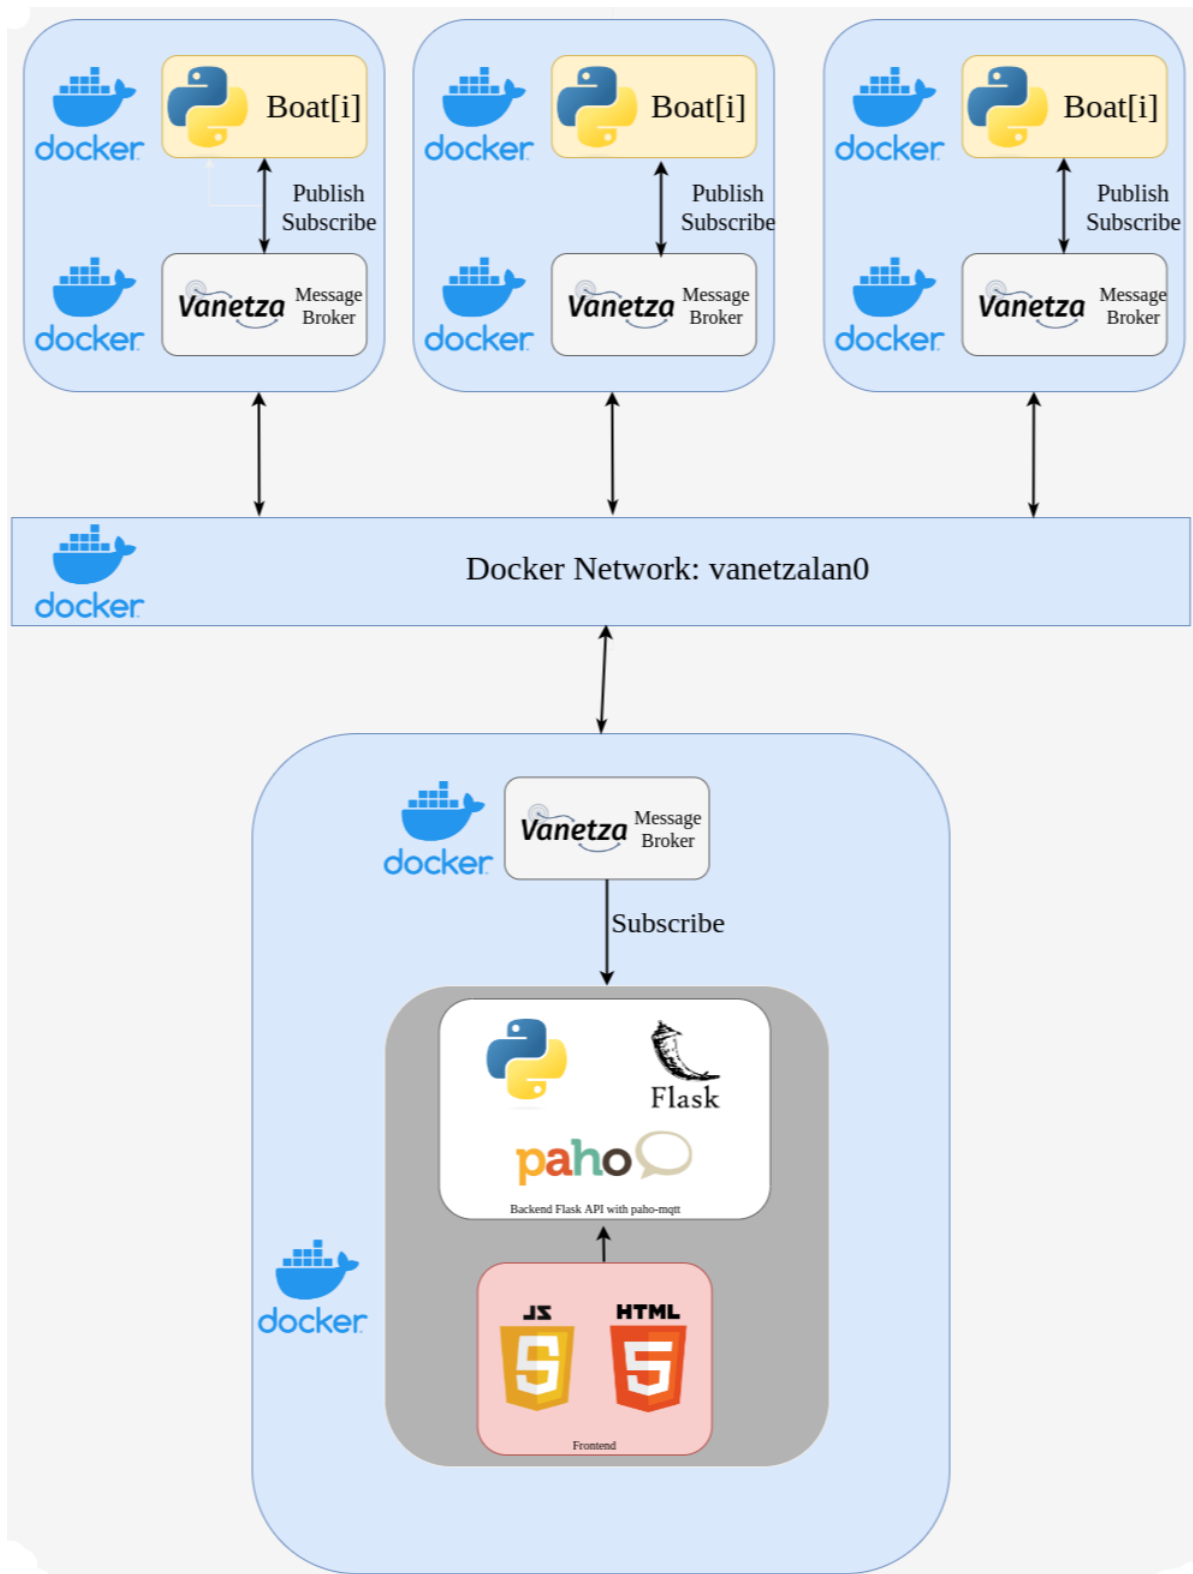 docker
Boat[i]
Publish
Subscribe
docker
Vanetza
Message
Broker
docker
Boat[i]
Publish
Subscribe
docker
Vanetza
Message
Broker
docker
Boat[i]
Publish
Subscribe
docker
Vanetza
Message
Broker
docker
Docker Network: vanetzalan0
docker
Vanetza
Message
Broker
Subscribe
Flask
paho
Backend Flask API with paho-mqtt
docker
JS
HTML
5
Frontend